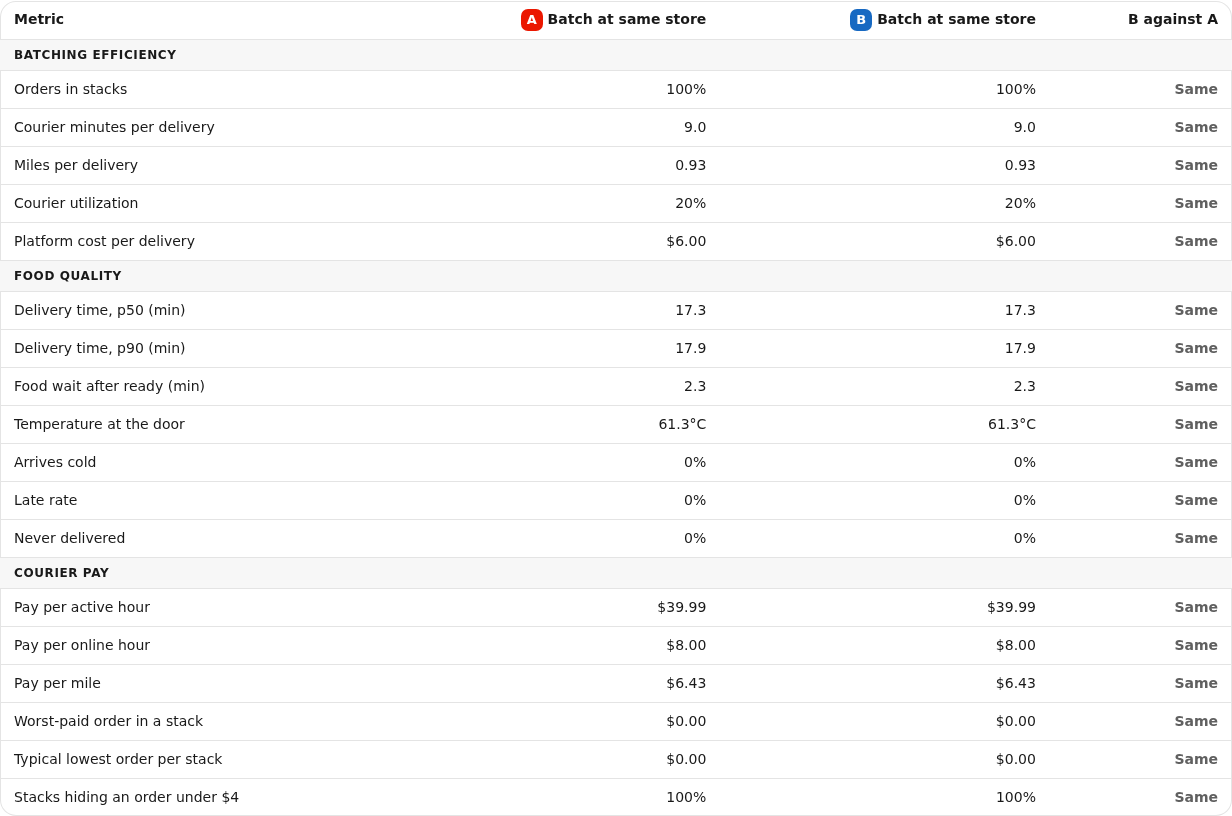 Metric A Batch at same store B Batch at same store B against A
BATCHING EFFICIENCY
Orders in stacks 100% 100% Same
Courier minutes per delivery 9.0 9.0 Same
Miles per delivery 0.93 0.93 Same
Courier utilization 20% 20% Same
Platform cost per delivery $6.00 $6.00 Same
FOOD QUALITY
Delivery time, p50 (min) 17.3 17.3 Same
Delivery time, p90 (min) 17.9 17.9 Same
Food wait after ready (min) 2.3 2.3 Same
Temperature at the door 61.3°C 61.3°C Same
Arrives cold 0% 0% Same
Late rate 0% 0% Same
Never delivered 0% 0% Same
COURIER PAY
Pay per active hour $39.99 $39.99 Same
Pay per online hour $8.00 $8.00 Same
Pay per mile $6.43 $6.43 Same
Worst-paid order in a stack $0.00 $0.00 Same
Typical lowest order per stack $0.00 $0.00 Same
Stacks hiding an order under $4 100% 100% Same